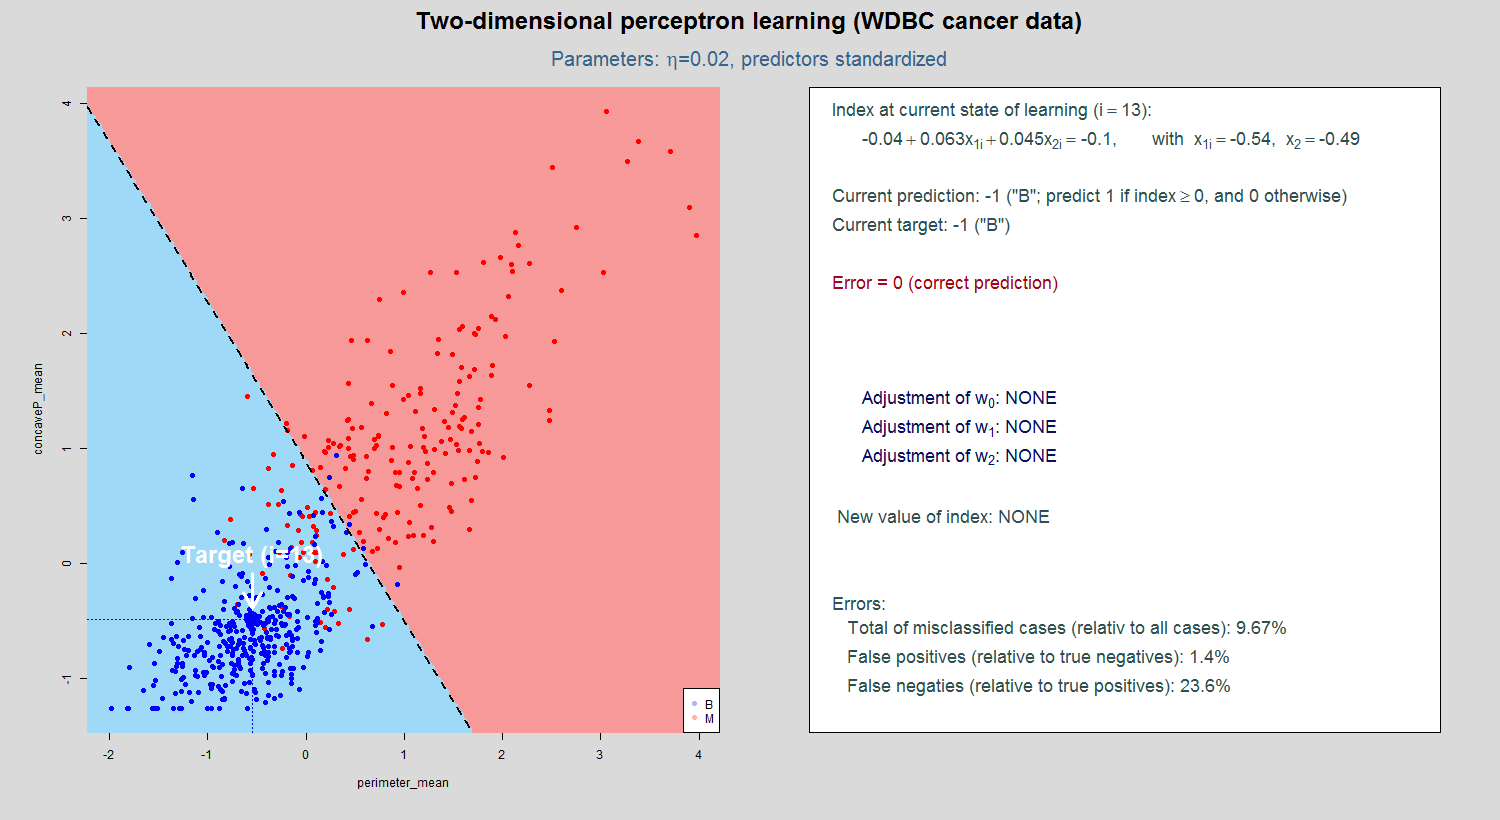 Two-dimensional perceptron learning (WDBC cancer data)
Parameters: η=0.02, predictors standardized
4
3
2
1
0
-1
concaveP_mean
Target (i=13)
B
M
-2 -1 0 1 2 3 4
perimeter_mean
Index at current state of learning (i = 13):
-0.04 + 0.063x1i + 0.045x2i = -0.1, with x1i = -0.54, x2 = -0.49
Current prediction: -1 ("B"; predict 1 if index ≥ 0, and 0 otherwise)
Current target: -1 ("B")
Error = 0 (correct prediction)
Adjustment of w0: NONE
Adjustment of w1: NONE
Adjustment of w2: NONE
New value of index: NONE
Errors:
Total of misclassified cases (relativ to all cases): 9.67%
False positives (relative to true negatives): 1.4%
False negaties (relative to true positives): 23.6%